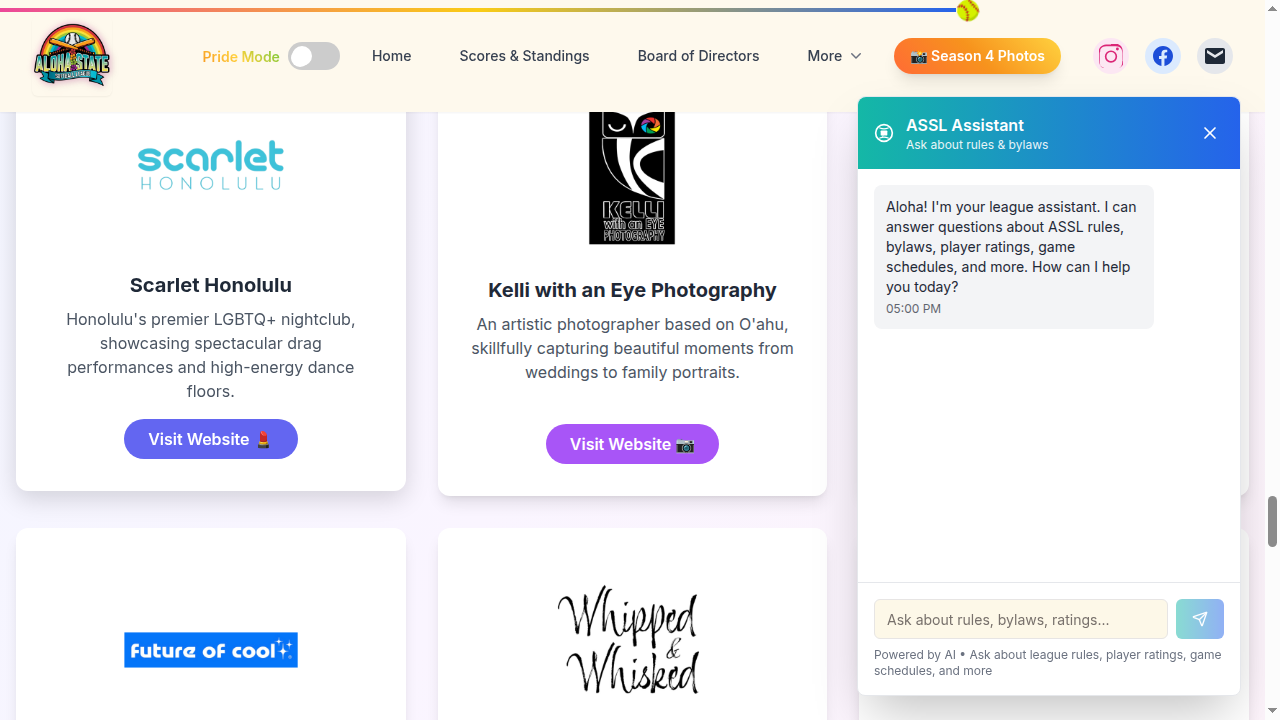 ALOHA STATE
Pride Mode
Home
Scores & Standings
Board of Directors
More
📸 Season 4 Photos
scarlet
HONOLULU
Scarlet Honolulu
Honolulu's premier LGBTQ+ nightclub,
showcasing spectacular drag
performances and high-energy dance
floors.
Visit Website 💄
KELLI
with an EYE
PHOTOGRAPHY
Kelli with an Eye Photography
An artistic photographer based on O'ahu,
skillfully capturing beautiful moments from
weddings to family portraits.
Visit Website 📷
future of cool
Whipped
&
Whisked
ASSL Assistant
Ask about rules & bylaws
Aloha! I'm your league assistant. I can
answer questions about ASSL rules,
bylaws, player ratings, game
schedules, and more. How can I help
you today?
05:00 PM
Ask about rules, bylaws, ratings...
Powered by AI • Ask about league rules, player ratings, game
schedules, and more